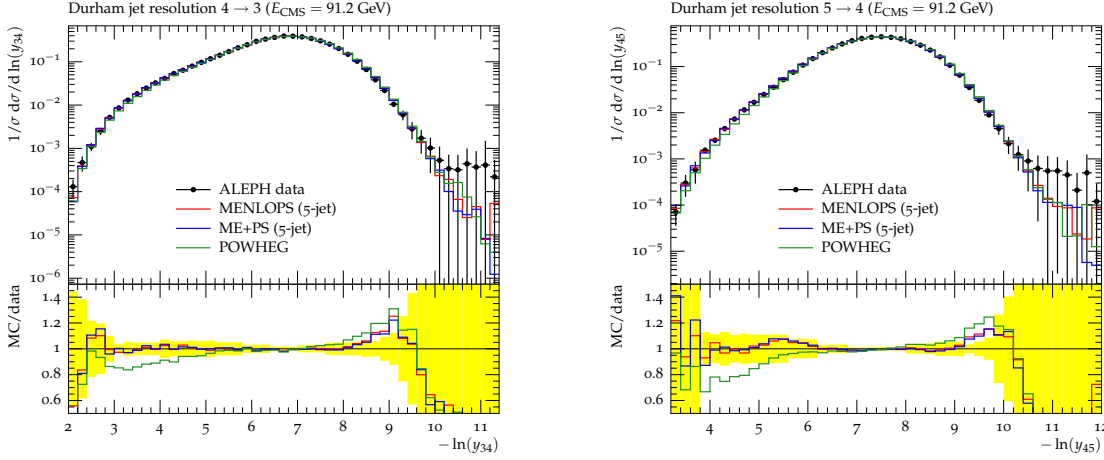 Durham jet resolution 4 → 3 (E_CMS = 91.2 GeV)
1/σ dσ/d ln(y_34)
10^−1
10^−2
10^−3
10^−4
10^−5
10^−6
ALEPH data
MENLOPS (5-jet)
ME+PS (5-jet)
POWHEG
MC/data
1.4
1.2
1.0
0.8
0.6
2 3 4 5 6 7 8 9 10 11
− ln(y_34)
Durham jet resolution 5 → 4 (E_CMS = 91.2 GeV)
1/σ dσ/d ln(y_45)
10^−1
10^−2
10^−3
10^−4
10^−5
ALEPH data
MENLOPS (5-jet)
ME+PS (5-jet)
POWHEG
MC/data
1.4
1.2
1
0.8
0.6
4 5 6 7 8 9 10 11 12
− ln(y_45)